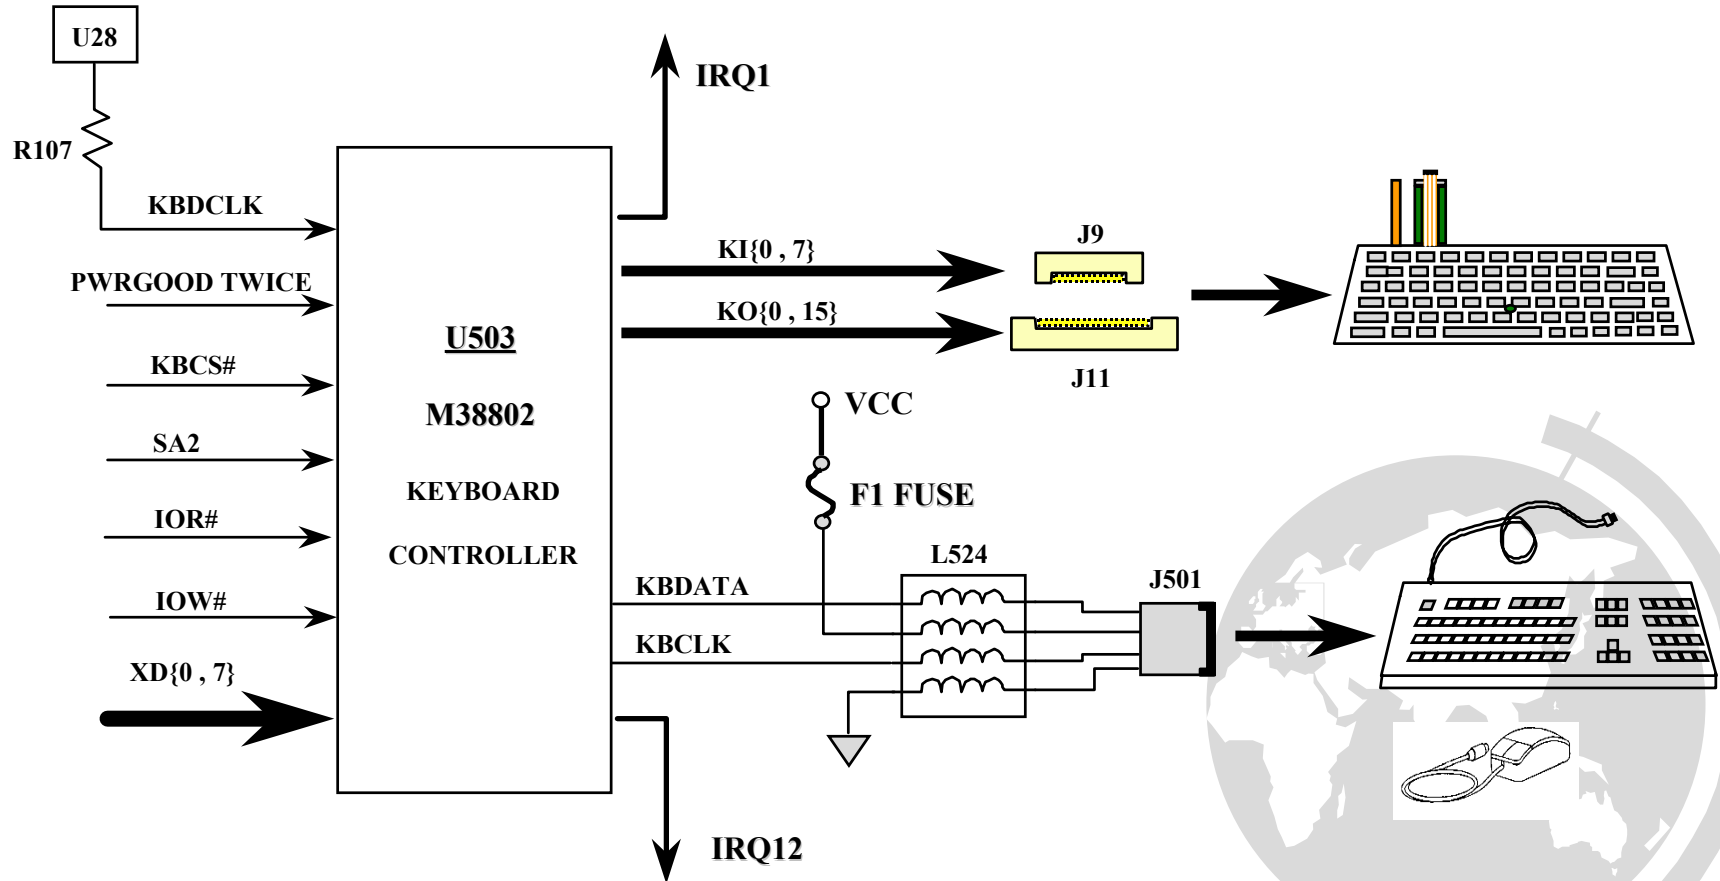 U28
IRQ1
R107
KBDCLK
PWRGOOD TWICE
KBCS#
SA2
IOR#
IOW#
XD{0 , 7}
U503
M38802
KEYBOARD
CONTROLLER
KI{0 , 7}
KO{0 , 15}
J9
J11
VCC
F1 FUSE
L524
J501
KBDATA
KBCLK
IRQ12